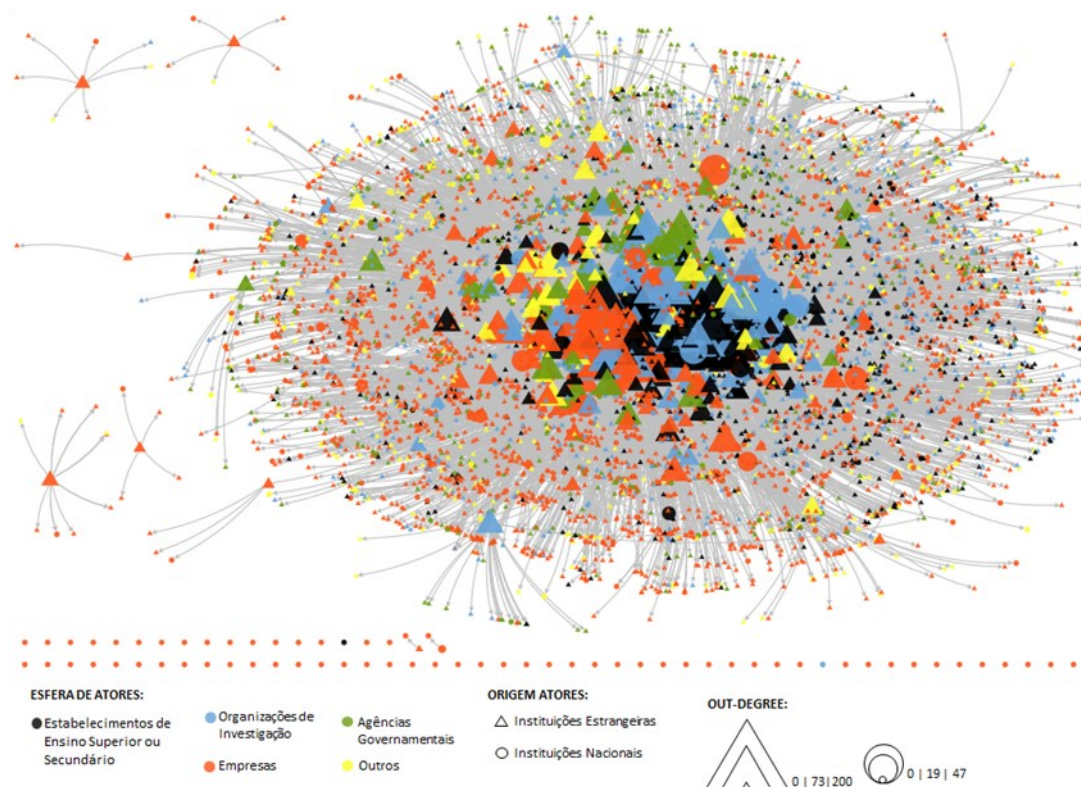 ESFERA DE ATORES:
Estabelecimentos de
Ensino Superior ou
Secundário
Organizações de
Investigação
Empresas
Agências
Governamentais
Outros
ORIGEM ATORES:
Instituições Estrangeiras
Instituições Nacionais
OUT-DEGREE:
0 | 73|200
0 | 19 | 47